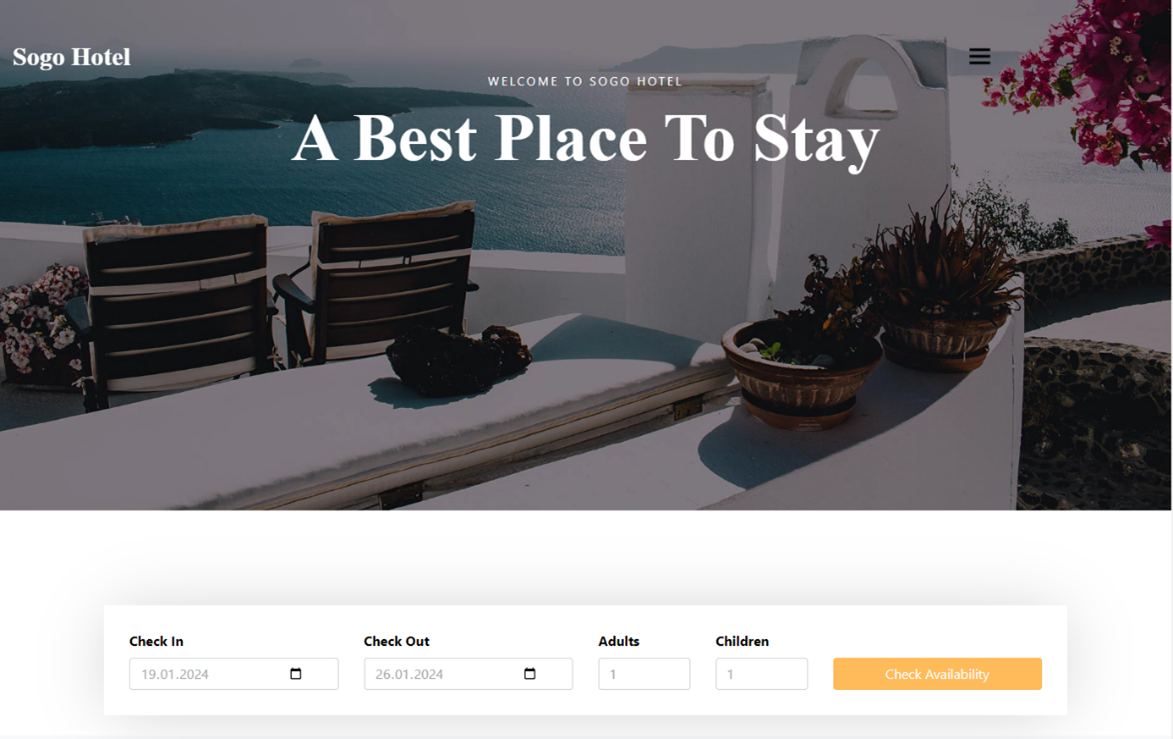 Sogo Hotel
WELCOME TO SOGO HOTEL
A Best Place To Stay
Check In
Check Out
Adults
Children
19.01.2024
26.01.2024
1
1
Check Availability